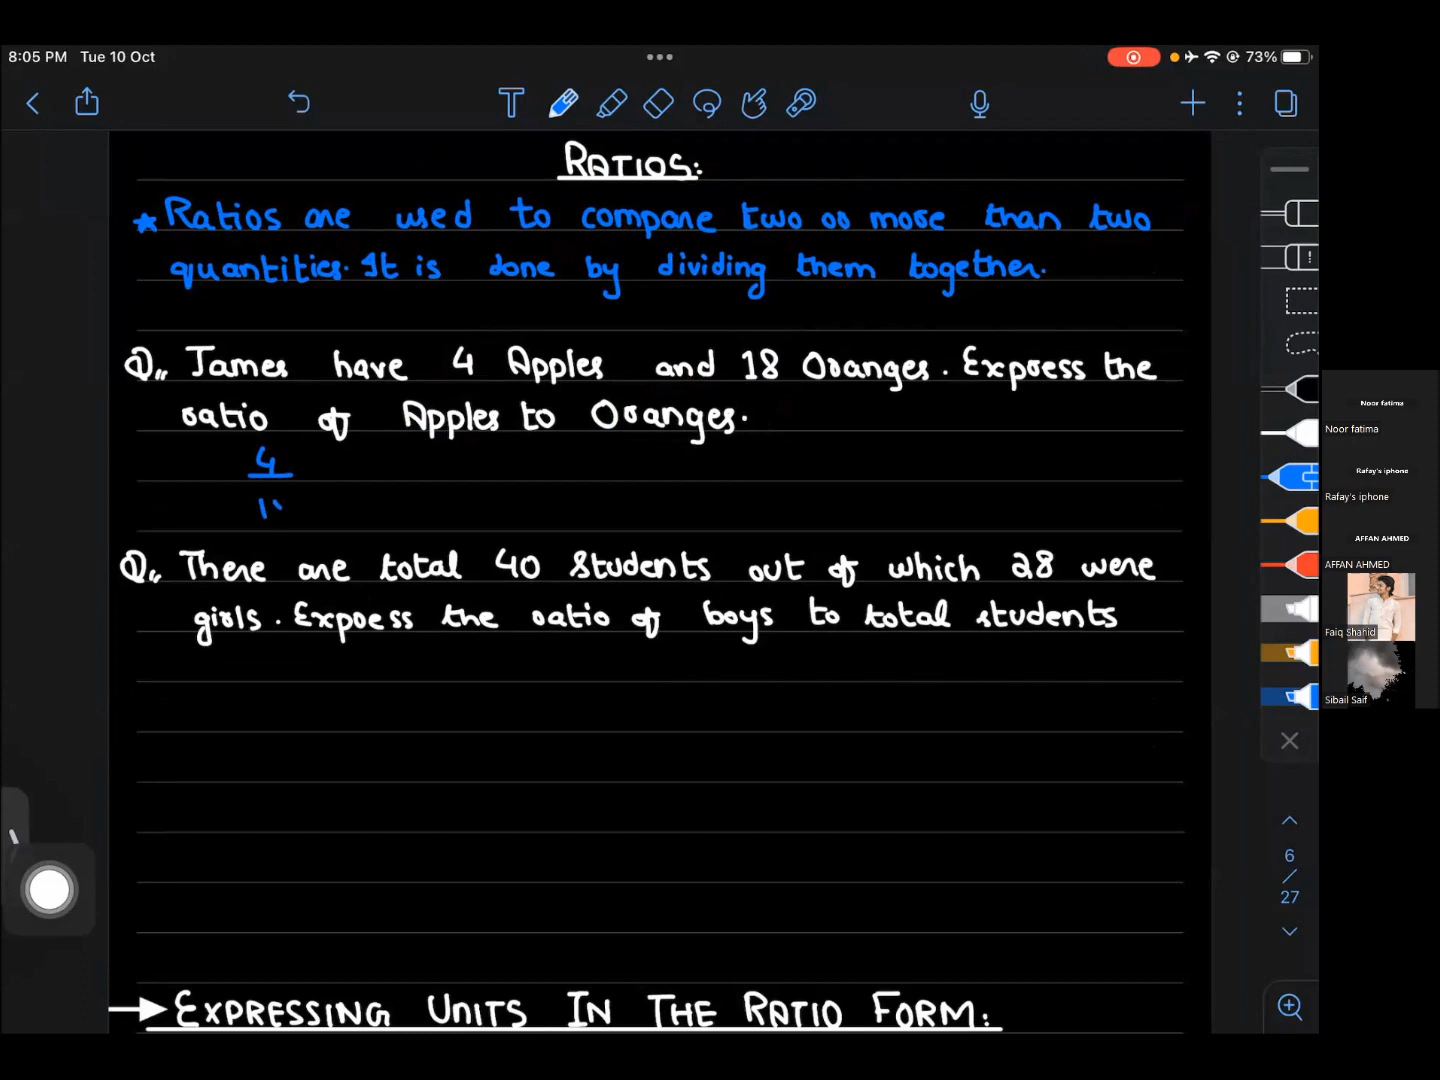 8:05 PM Tue 10 Oct
73%
RATIOS:
Ratios are used to compare two or more than two
quantities. It is done by dividing them together.
Q,, James have 4 Apples and 18 Oranges. Express the
ratio of Apples to Oranges.
4
Q,, There are total 40 Students out of which 28 were
girls. Express the ratio of boys to total students
EXPRESSING UNITS IN THE RATIO FORM:
Noor fatima
Noor fatima
Rafay's iphone
Rafay's iphone
AFFAN AHMED
AFFAN AHMED
Faiq Shahid
Sibail Saif
6
/
27